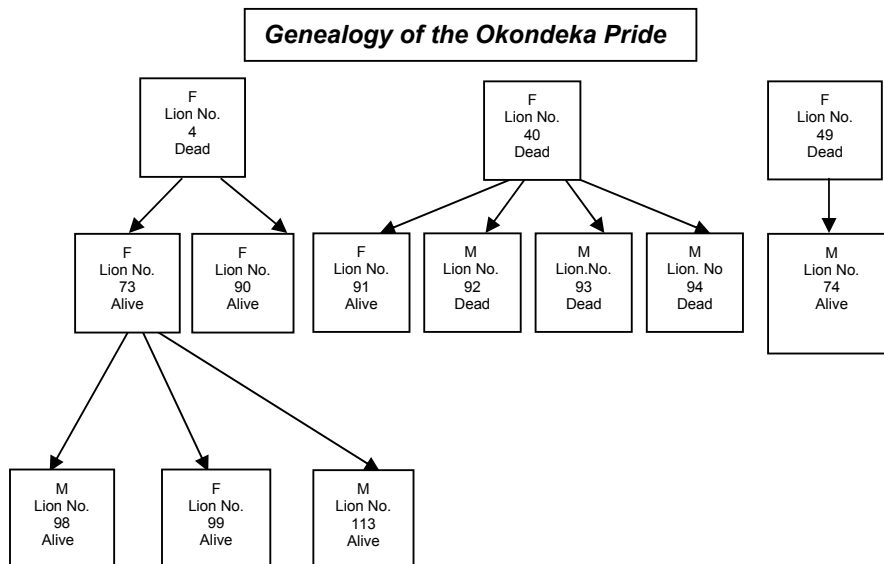 Genealogy of the Okondeka Pride
F
Lion No.
4
Dead
F
Lion No.
40
Dead
F
Lion No.
49
Dead
F
Lion No.
73
Alive
F
Lion No.
90
Alive
F
Lion No.
91
Alive
M
Lion No.
92
Dead
M
Lion.No.
93
Dead
M
Lion. No
94
Dead
M
Lion No.
74
Alive
M
Lion No.
98
Alive
F
Lion No.
99
Alive
M
Lion No.
113
Alive